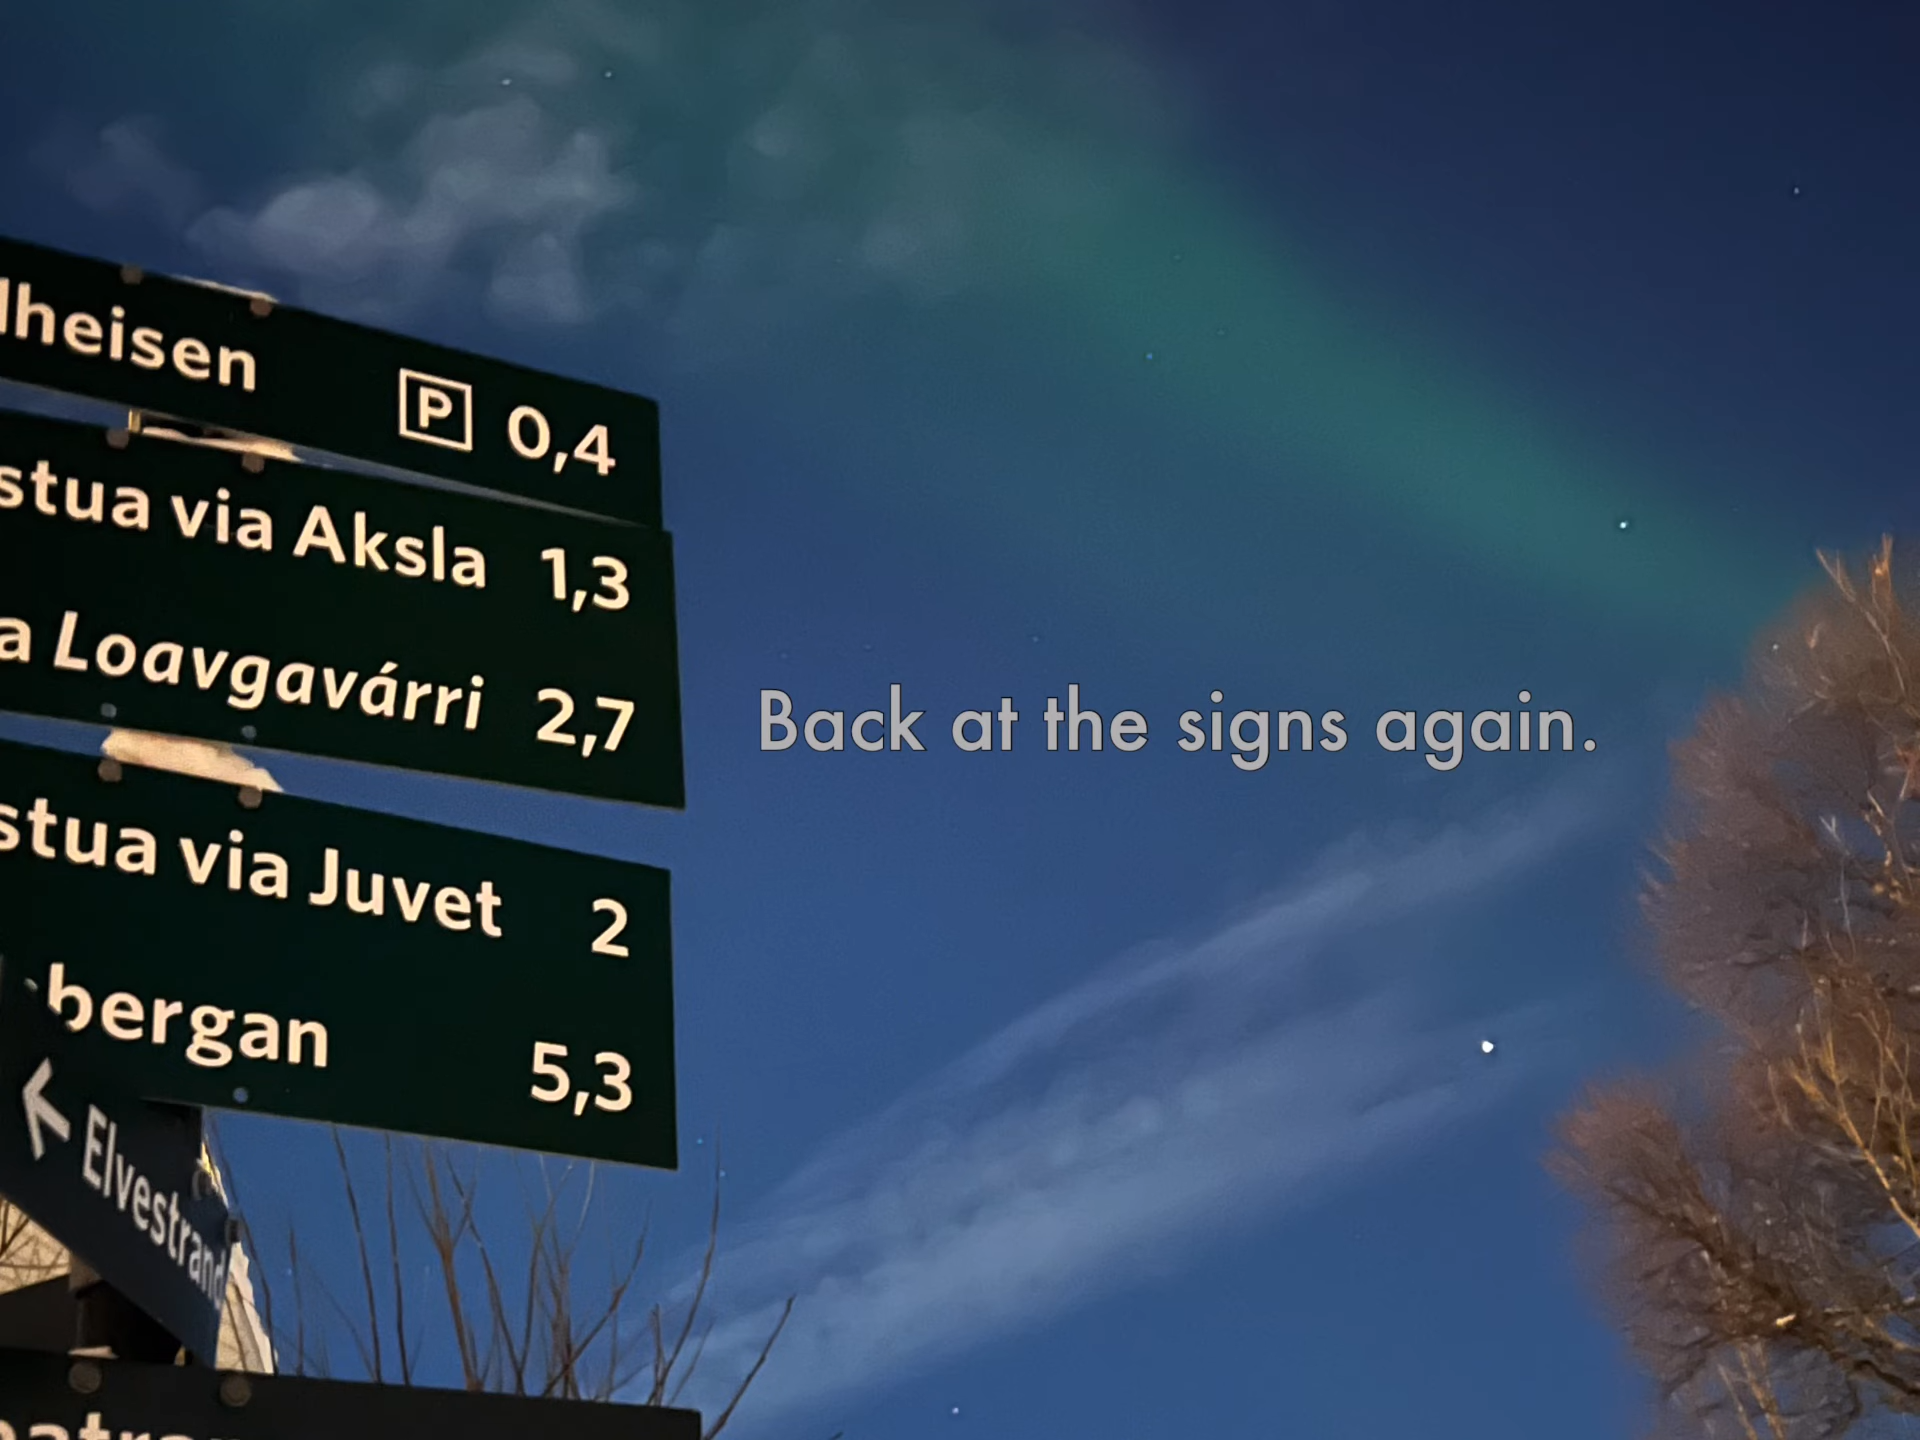 lheisen P 0,4
stua via Aksla 1,3
a Loavgavárri 2,7
Back at the signs again.
stua via Juvet 2
bergan 5,3
Elvestrand